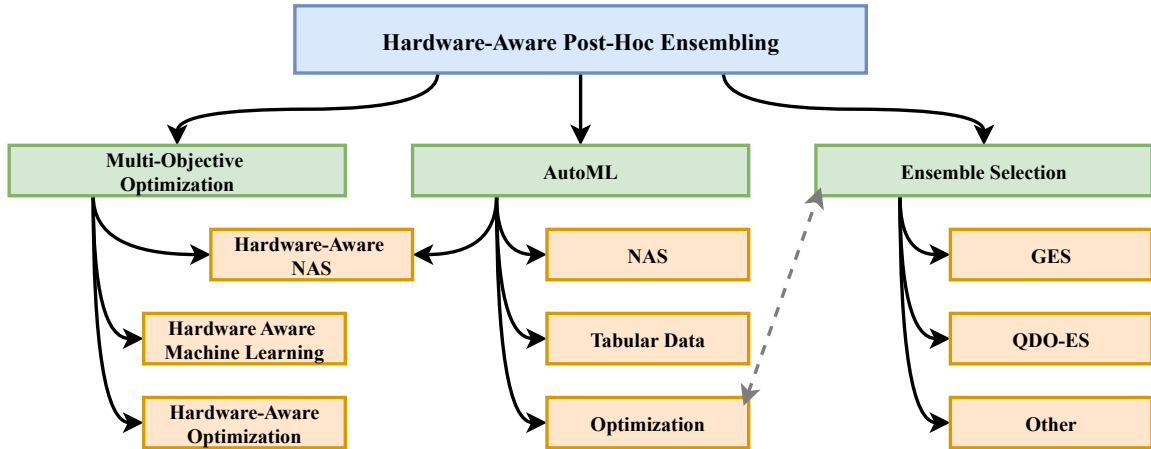 Hardware-Aware Post-Hoc Ensembling
Multi-Objective
Optimization
AutoML
Ensemble Selection
Hardware-Aware
NAS
NAS
GES
Hardware Aware
Machine Learning
Tabular Data
QDO-ES
Hardware-Aware
Optimization
Optimization
Other